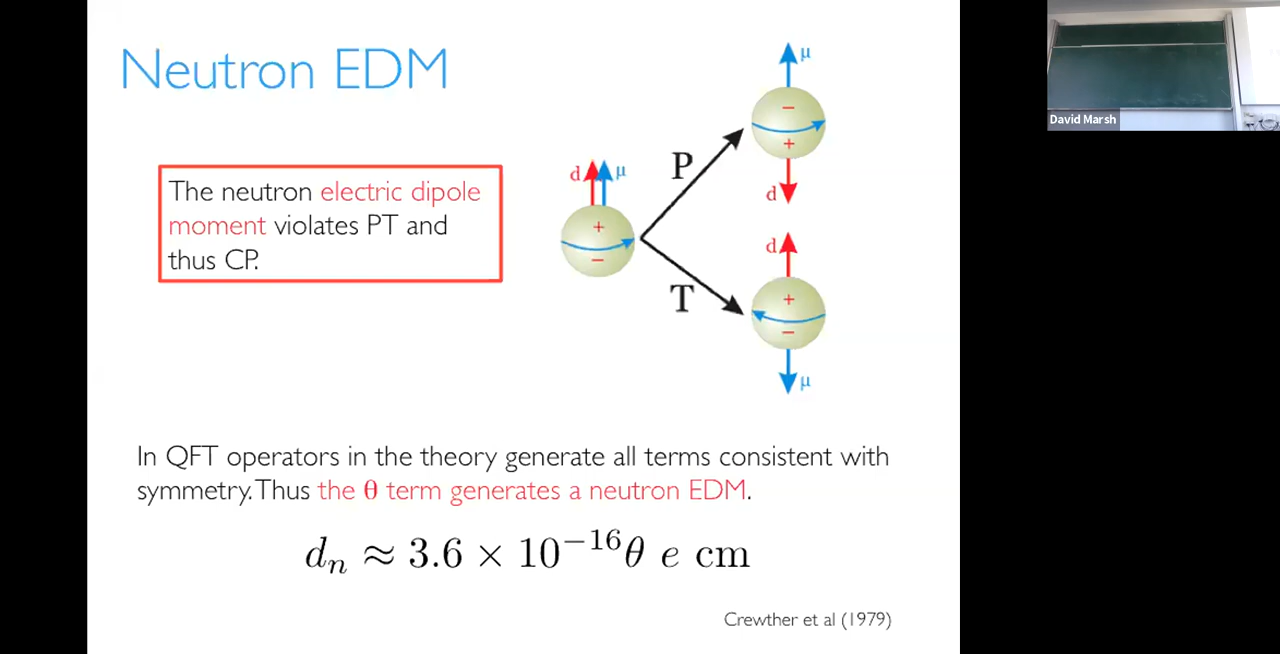 Neutron EDM
The neutron electric dipole
moment violates PT and
thus CP.
d μ
+
−
P
T
μ
−
+
d
d
+
−
μ
In QFT operators in the theory generate all terms consistent with
symmetry. Thus the θ term generates a neutron EDM.
dₙ ≈ 3.6 × 10⁻¹⁶θ e cm
Crewther et al (1979)
David Marsh